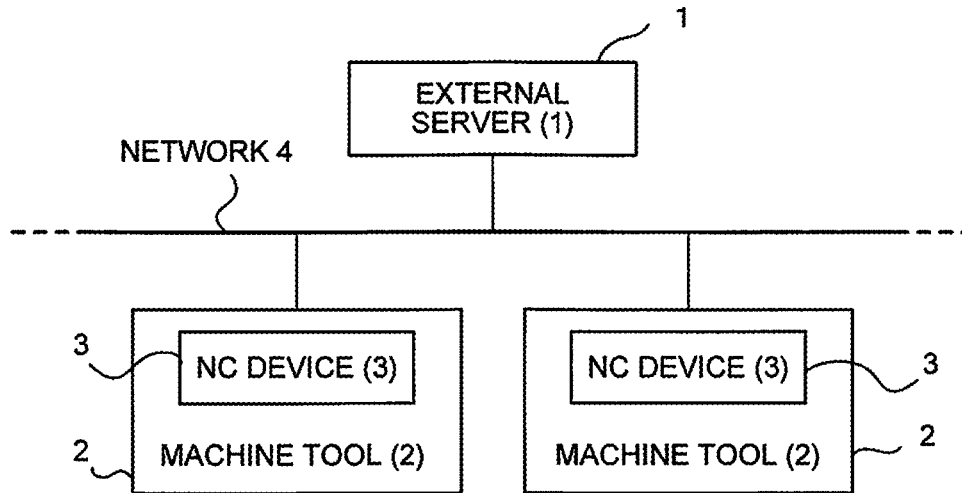 1
EXTERNAL
SERVER (1)
NETWORK 4
3
NC DEVICE (3)
NC DEVICE (3)
3
2
MACHINE TOOL (2)
MACHINE TOOL (2)
2